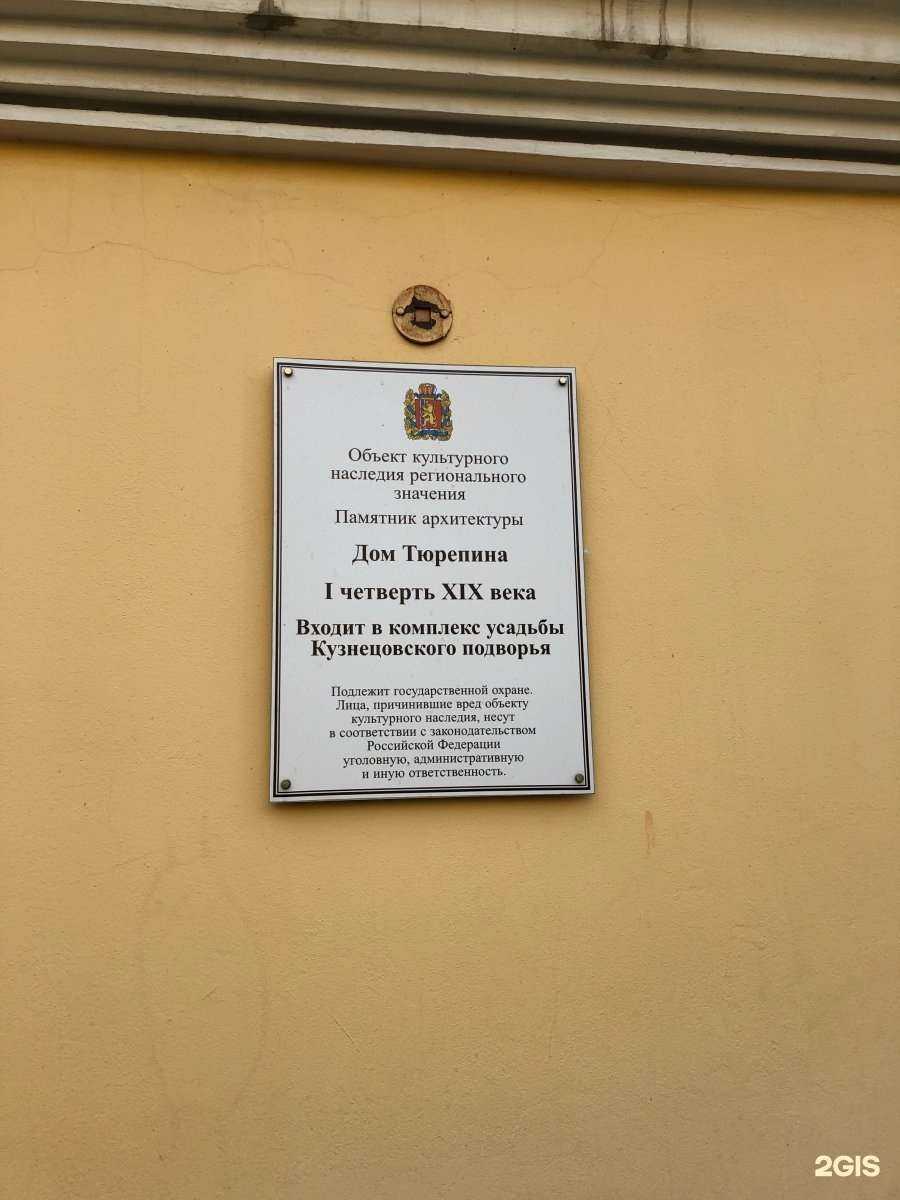 Объект культурного
наследия регионального
значения
Памятник архитектуры
Дом Тюрепина
I четверть XIX века
Входит в комплекс усадьбы
Кузнецовского подворья
Подлежит государственной охране.
Лица, причинившие вред объекту
культурного наследия, несут
в соответствии с законодательством
Российской Федерации
уголовную, административную
и иную ответственность.
2GIS